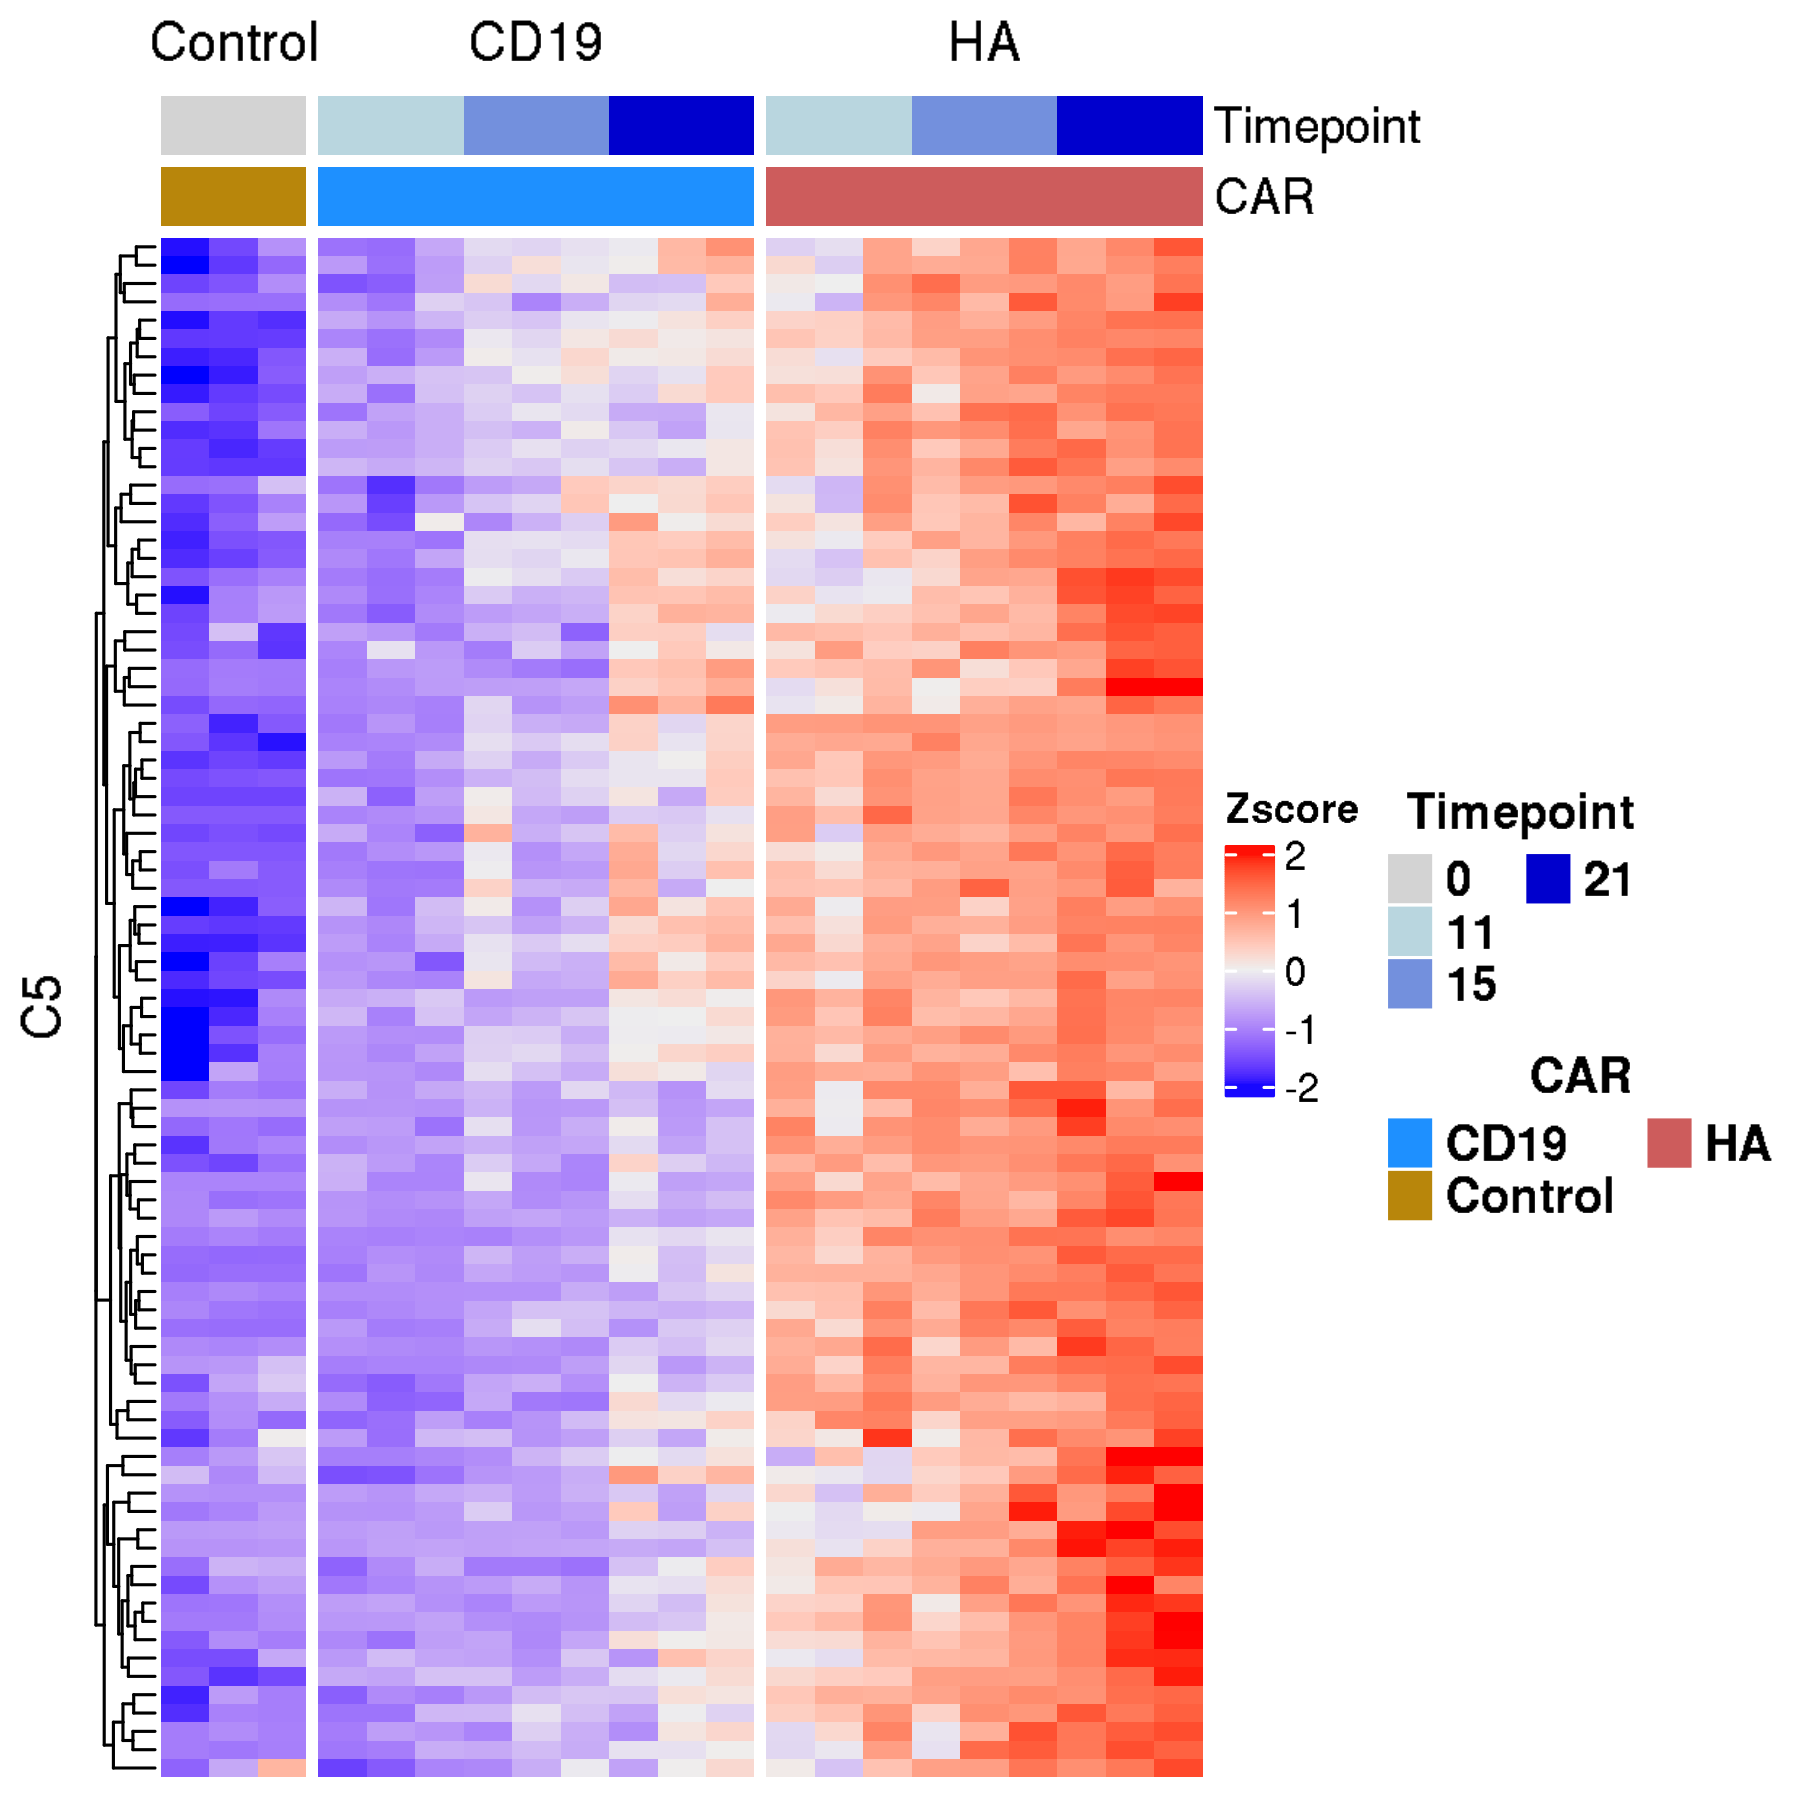 Control CD19 HA
Timepoint
CAR
C5
Zscore
2
1
0
-1
-2
Timepoint
0 21
11
15
CAR
CD19 HA
Control